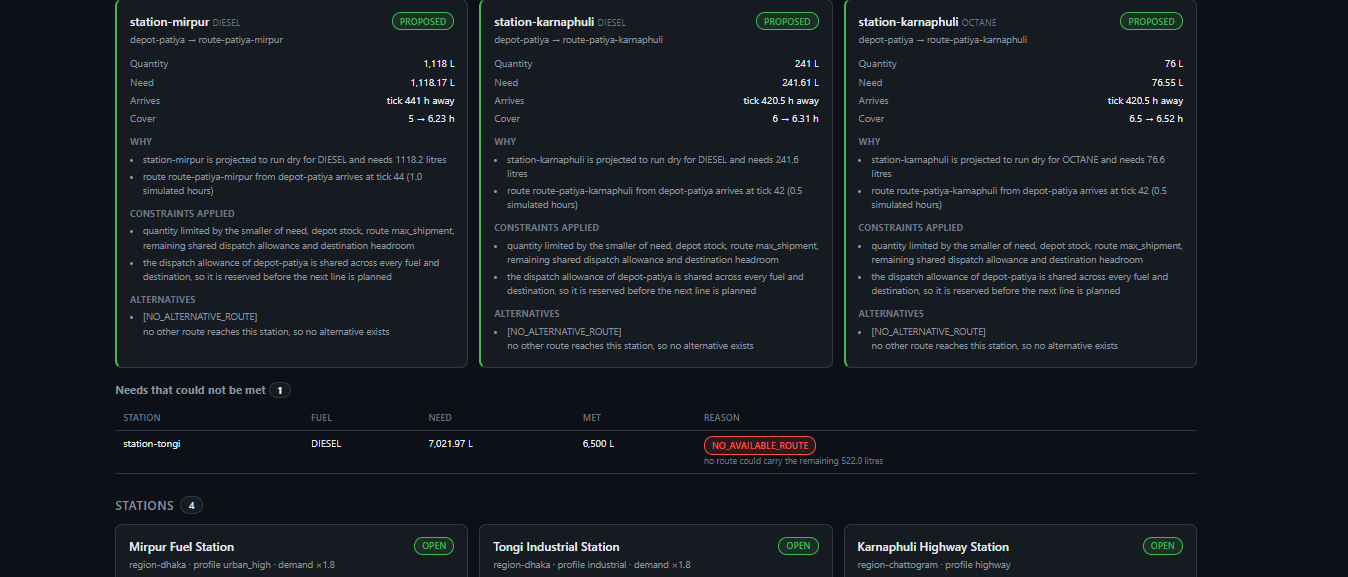 station-mirpur DIESEL PROPOSED
depot-patiya → route-patiya-mirpur
Quantity 1,118 L
Need 1,118.17 L
Arrives tick 441 h away
Cover 5 → 6.23 h
WHY
• station-mirpur is projected to run dry for DIESEL and needs 1118.2 litres
• route route-patiya-mirpur from depot-patiya arrives at tick 44 (1.0
simulated hours)
CONSTRAINTS APPLIED
• quantity limited by the smaller of need, depot stock, route max_shipment,
remaining shared dispatch allowance and destination headroom
• the dispatch allowance of depot-patiya is shared across every fuel and
destination, so it is reserved before the next line is planned
ALTERNATIVES
• [NO_ALTERNATIVE_ROUTE]
no other route reaches this station, so no alternative exists
station-karnaphuli DIESEL PROPOSED
depot-patiya → route-patiya-karnaphuli
Quantity 241 L
Need 241.61 L
Arrives tick 420.5 h away
Cover 6 → 6.31 h
WHY
• station-karnaphuli is projected to run dry for DIESEL and needs 241.6
litres
• route route-patiya-karnaphuli from depot-patiya arrives at tick 42 (0.5
simulated hours)
CONSTRAINTS APPLIED
• quantity limited by the smaller of need, depot stock, route max_shipment,
remaining shared dispatch allowance and destination headroom
• the dispatch allowance of depot-patiya is shared across every fuel and
destination, so it is reserved before the next line is planned
ALTERNATIVES
• [NO_ALTERNATIVE_ROUTE]
no other route reaches this station, so no alternative exists
station-karnaphuli OCTANE PROPOSED
depot-patiya → route-patiya-karnaphuli
Quantity 76 L
Need 76.55 L
Arrives tick 420.5 h away
Cover 6.5 → 6.52 h
WHY
• station-karnaphuli is projected to run dry for OCTANE and needs 76.6
litres
• route route-patiya-karnaphuli from depot-patiya arrives at tick 42 (0.5
simulated hours)
CONSTRAINTS APPLIED
• quantity limited by the smaller of need, depot stock, route max_shipment,
remaining shared dispatch allowance and destination headroom
• the dispatch allowance of depot-patiya is shared across every fuel and
destination, so it is reserved before the next line is planned
ALTERNATIVES
• [NO_ALTERNATIVE_ROUTE]
no other route reaches this station, so no alternative exists
Needs that could not be met 1
STATION FUEL NEED MET REASON
station-tongi DIESEL 7,021.97 L 6,500 L NO_AVAILABLE_ROUTE
no route could carry the remaining 522.0 litres
STATIONS 4
Mirpur Fuel Station OPEN
region-dhaka · profile urban_high · demand ×1.8
Tongi Industrial Station OPEN
region-dhaka · profile industrial · demand ×1.8
Karnaphuli Highway Station OPEN
region-chattogram · profile highway